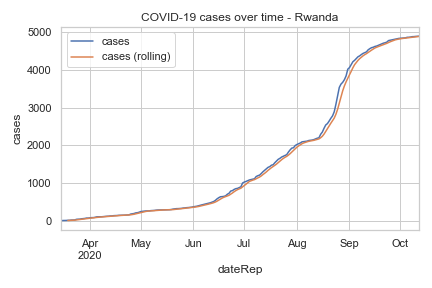 COVID-19 cases over time - Rwanda
cases
cases (rolling)
5000
4000
3000
2000
1000
0
cases
Apr
2020
May
Jun
Jul
Aug
Sep
Oct
dateRep